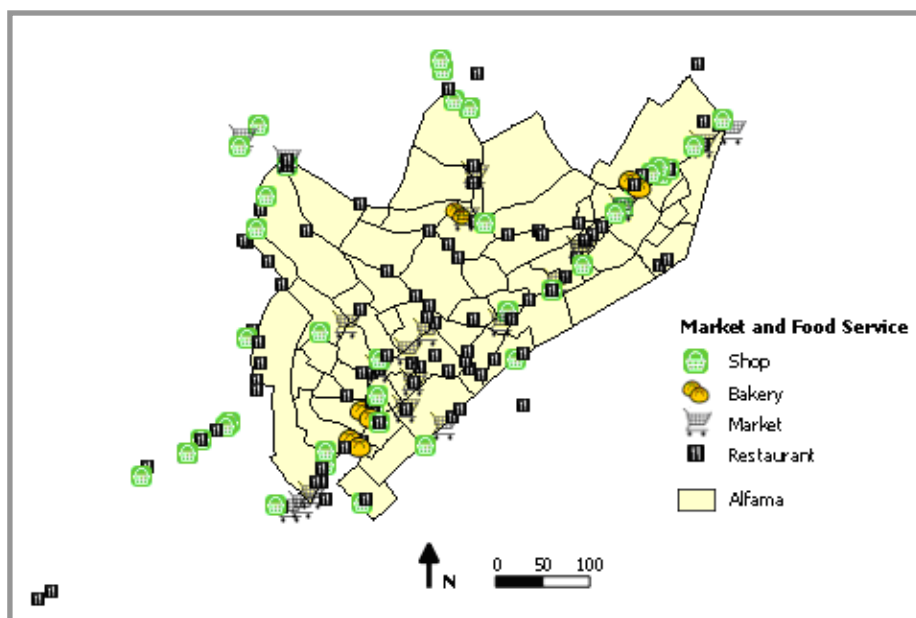 Market and Food Service
Shop
Bakery
Market
Restaurant
Alfama
N
0 50 100